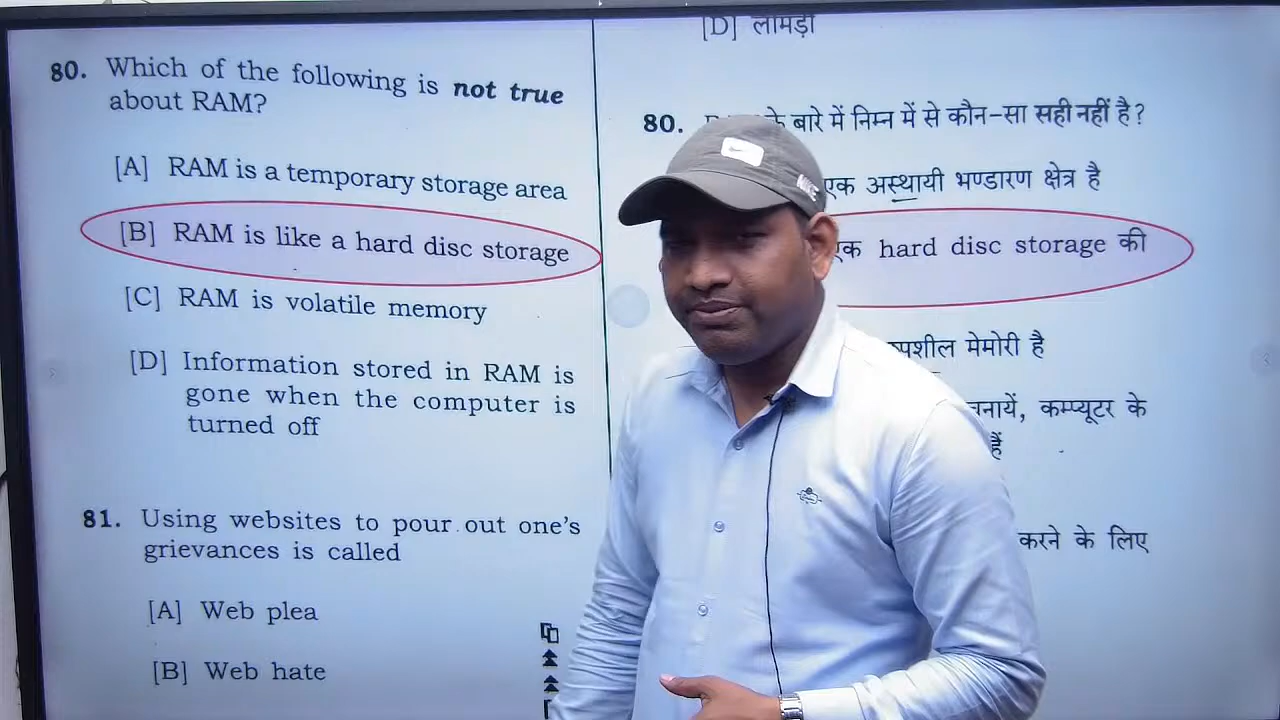 80. Which of the following is not true
about RAM?
[A] RAM is a temporary storage area
[B] RAM is like a hard disc storage
[C] RAM is volatile memory
[D] Information stored in RAM is
gone when the computer is
turned off
81. Using websites to pour out one's
grievances is called
[A] Web plea
[B] Web hate
[D] लोमड़ी
80. के बारे में निम्न में से कौन-सा सही नहीं है?
एक अस्थायी भण्डारण क्षेत्र है
एक hard disc storage की
मेमोरी है
कम्प्यूटर के
हैं
करने के लिए